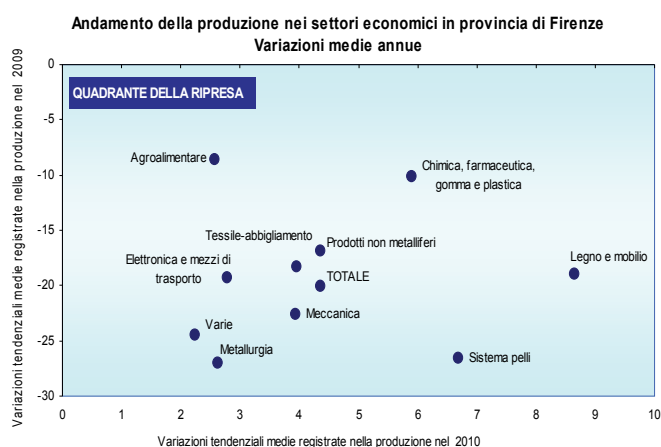 Andamento della produzione nei settori economici in provincia di Firenze
Variazioni medie annue
Variazioni tendenziali medie registrate nella produzione nel 2009
0
-5
-10
-15
-20
-25
-30
QUADRANTE DELLA RIPRESA
Agroalimentare
Chimica, farmaceutica,
gomma e plastica
Tessile-abbigliamento
Prodotti non metalliferi
Elettronica e mezzi di
trasporto
Legno e mobilio
TOTALE
Meccanica
Varie
Metallurgia
Sistema pelli
0 1 2 3 4 5 6 7 8 9 10
Variazioni tendenziali medie registrate nella produzione nel 2010